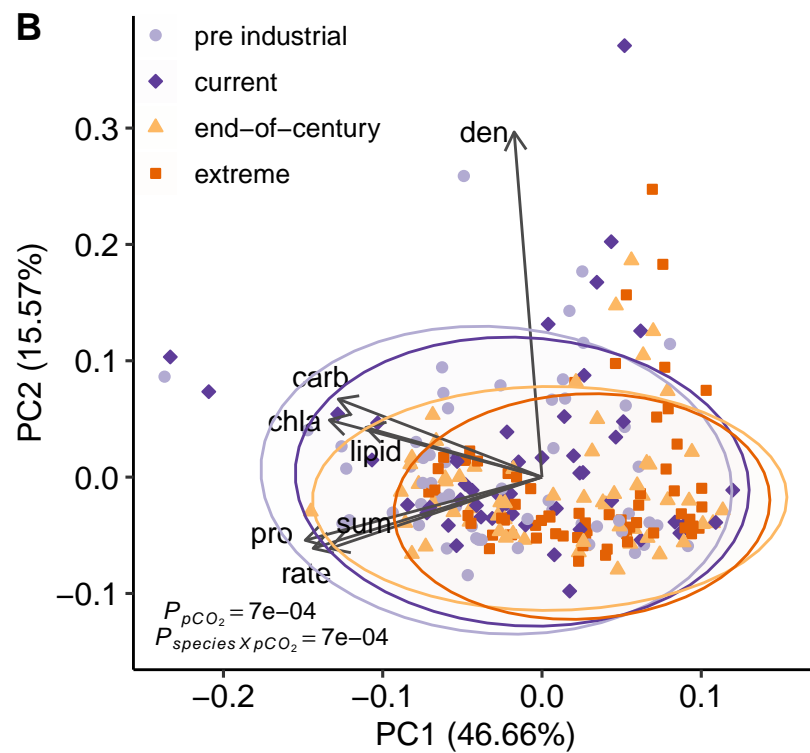 B
pre industrial
current
end−of−century
extreme
den
carb
chla
lipid
sum
pro
rate
P pCO₂ = 7e−04
P species X pCO₂ = 7e−04
0.3
0.2
0.1
0.0
−0.1
PC2 (15.57%)
−0.2 −0.1 0.0 0.1
PC1 (46.66%)